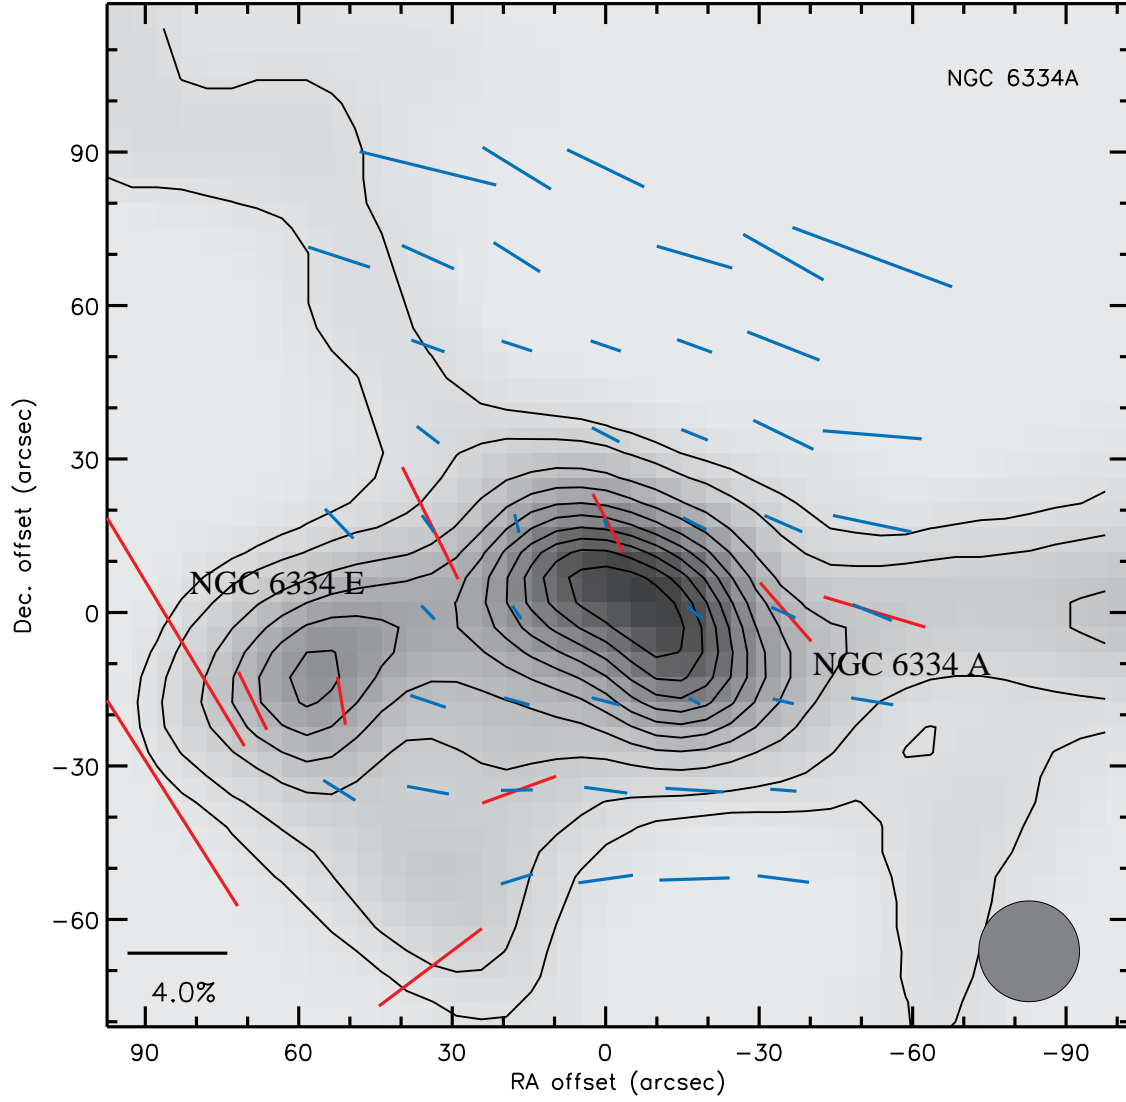 NGC 6334A
90
60
30
0
−30
−60
Dec. offset (arcsec)
NGC 6334 E
NGC 6334 A
4.0%
90 60 30 0 −30 −60 −90
RA offset (arcsec)